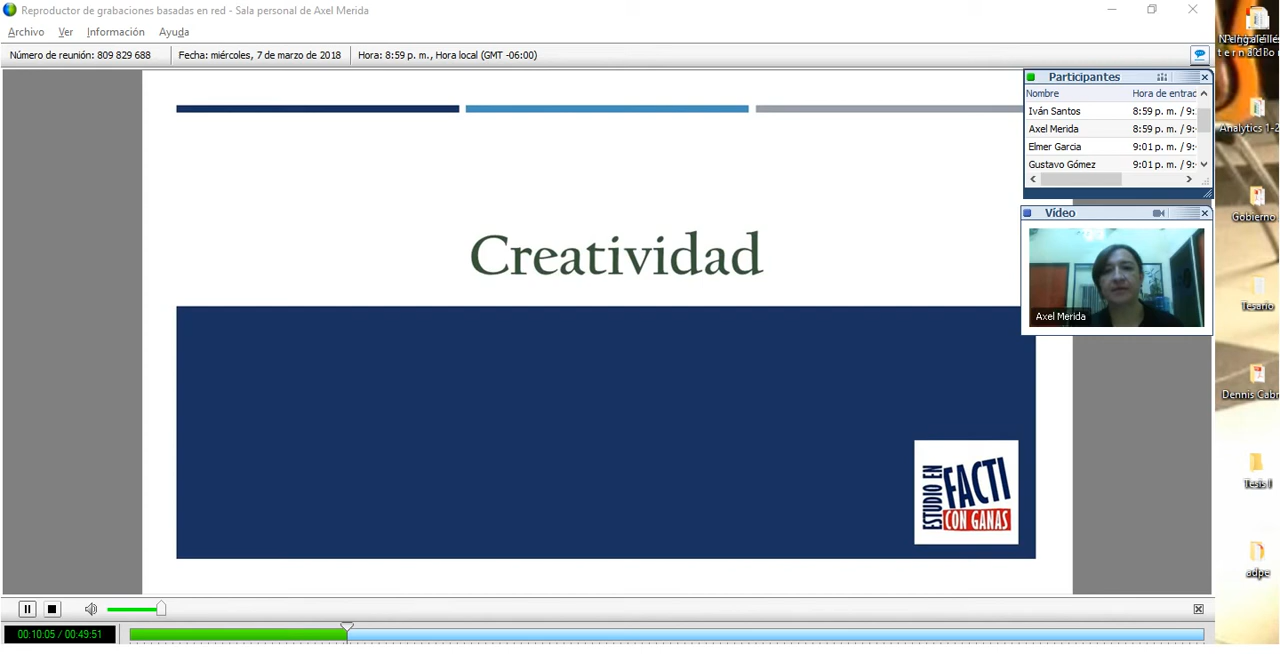 Reproductor de grabaciones basadas en red - Sala personal de Axel Merida
Archivo Ver Información Ayuda
Número de reunión: 809 829 688 Fecha: miércoles, 7 de marzo de 2018 Hora: 8:59 p. m., Hora local (GMT -06:00)
Participantes
Nombre Hora de entrac
Iván Santos 8:59 p. m. / 9:
Axel Merida 8:59 p. m. / 9:
Elmer Garcia 9:01 p. m. / 9:
Gustavo Gómez 9:01 p. m. / 9:
Vídeo
Axel Merida
Creatividad
ESTUDIO EN
FACTI
CON GANAS
Analytics 1-2
Gobierno
Tesario
Dennis Cabr
Tesis I
adpe
00:10:05 / 00:49:51